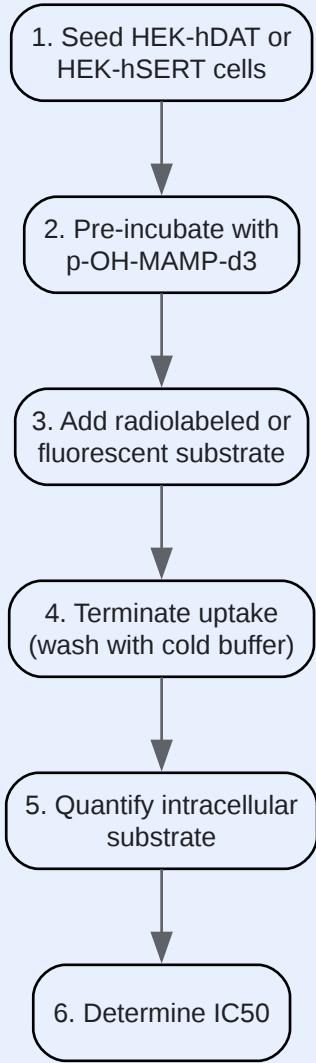 1. Seed HEK-hDAT or
HEK-hSERT cells
2. Pre-incubate with
p-OH-MAMP-d3
3. Add radiolabeled or
fluorescent substrate
4. Terminate uptake
(wash with cold buffer)
5. Quantify intracellular
substrate
6. Determine IC50